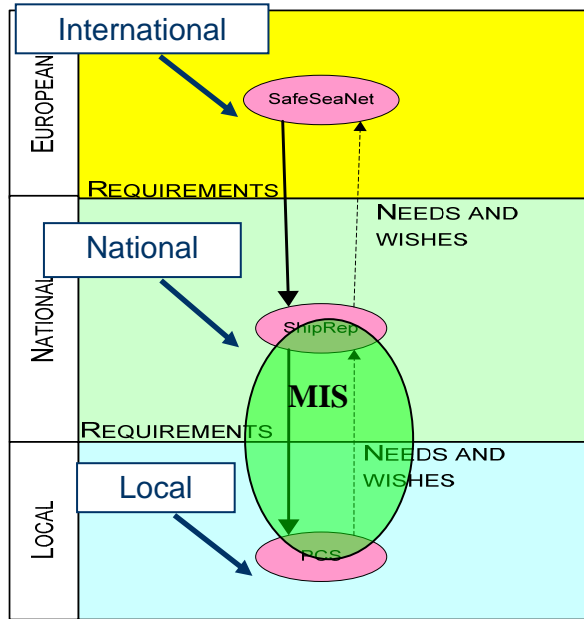 International
EUROPEAN
SafeSeaNet
REQUIREMENTS
NEEDS AND
WISHES
National
NATIONAL
ShipRep
MIS
REQUIREMENTS
NEEDS AND
WISHES
Local
LOCAL
PCS